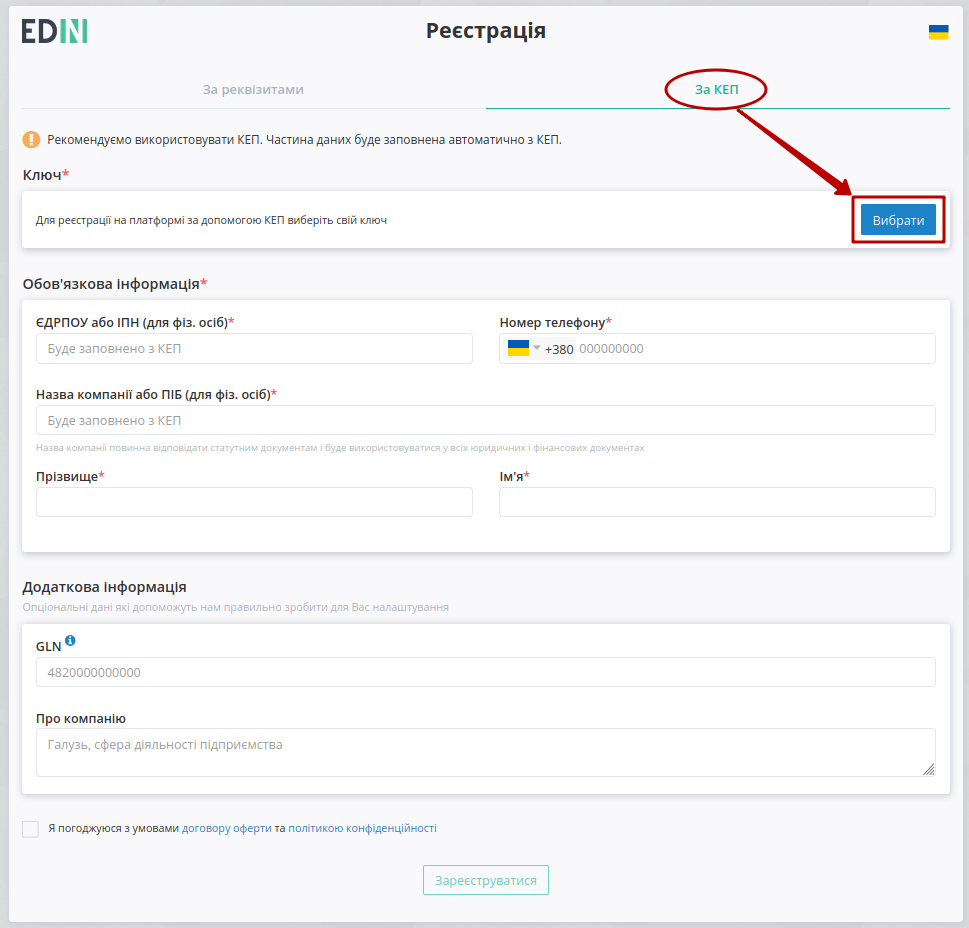 EDIN
Реєстрація
За реквізитами
За КЕП
Рекомендуємо використовувати КЕП. Частина даних буде заповнена автоматично з КЕП.
Ключ*
Для реєстрації на платформі за допомогою КЕП виберіть свій ключ
Вибрати
Обов'язкова інформація*
ЄДРПОУ або ІПН (для фіз. осіб)*
Номер телефону*
Буде заповнено з КЕП
+380 000000000
Назва компанії або ПІБ (для фіз. осіб)*
Буде заповнено з КЕП
Назва компанії повинна відповідати статутним документам і буде використовуватися у всіх юридичних і фінансових документах
Прізвище*
Ім'я*
Додаткова інформація
Опціональні дані які допоможуть нам правильно зробити для Вас налаштування
GLN
4820000000000
Про компанію
Галузь, сфера діяльності підприємства
Я погоджуюся з умовами договору оферти та політикою конфіденційності
Зареєструватися